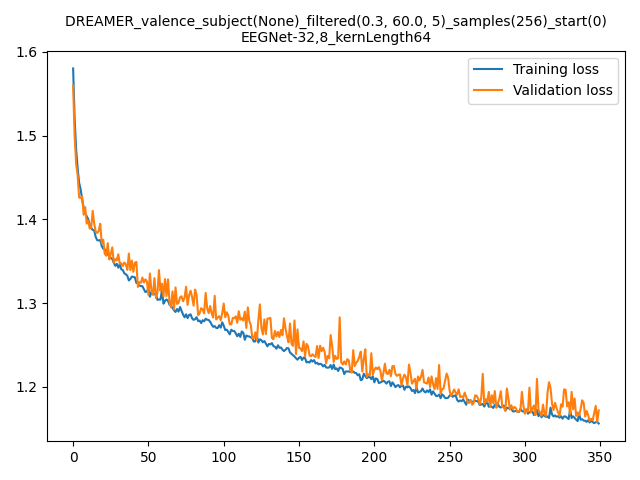 DREAMER_valence_subject(None)_filtered(0.3, 60.0, 5)_samples(256)_start(0)
EEGNet-32,8_kernLength64
Training loss
Validation loss
1.6
1.5
1.4
1.3
1.2
0 50 100 150 200 250 300 350